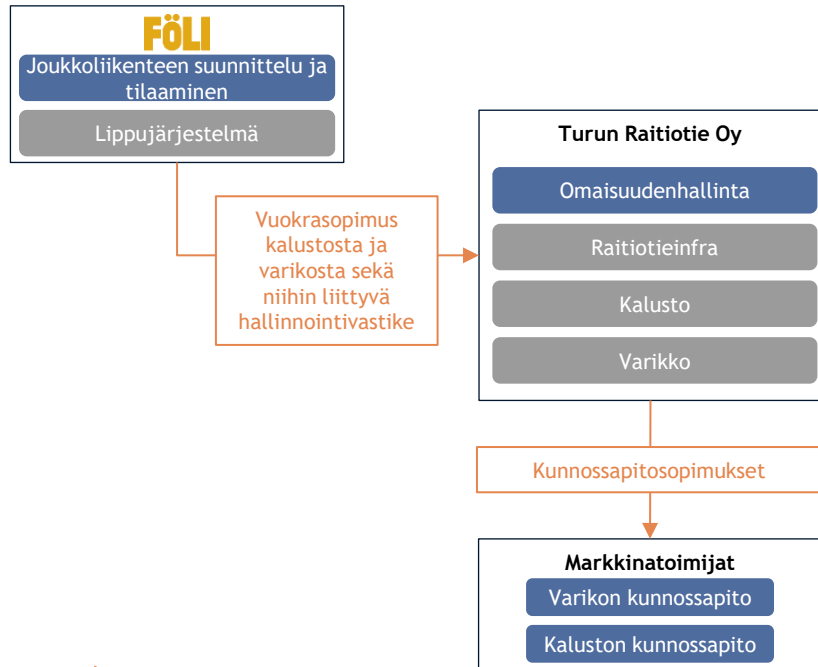 FÖLI
Joukkoliikenteen suunnittelu ja
tilaaminen
Lippujärjestelmä
Vuokrasopimus
kalustosta ja
varikosta sekä
niihin liittyvä
hallinnointivastike
Turun Raitiotie Oy
Omaisuudenhallinta
Raitiotieinfra
Kalusto
Varikko
Kunnossapitosopimukset
Markkinatoimijat
Varikon kunnossapito
Kaluston kunnossapito